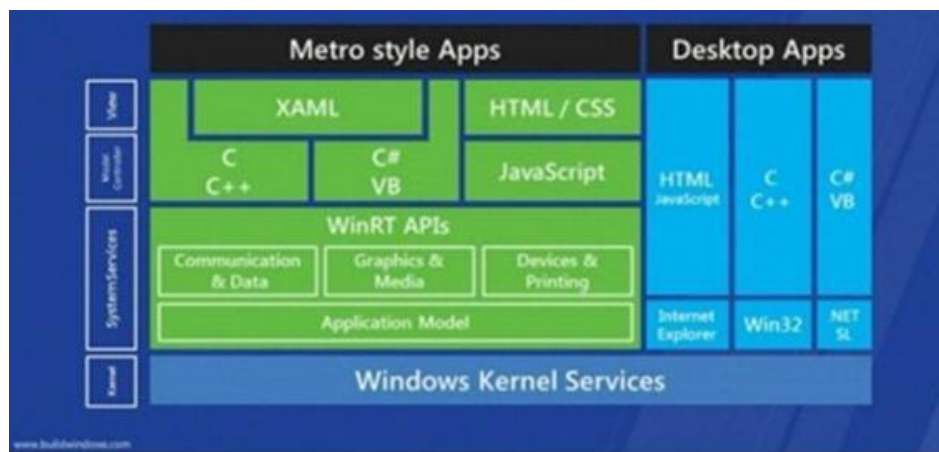 Metro style Apps
Desktop Apps
View
XAML
HTML / CSS
Model
Controller
C
C++
C#
VB
JavaScript
HTML
JavaScript
C
C++
C#
VB
System Services
WinRT APIs
Communication
& Data
Graphics &
Media
Devices &
Printing
Application Model
Internet
Explorer
Win32
.NET
SL
Kernel
Windows Kernel Services
www.buildwindows.com